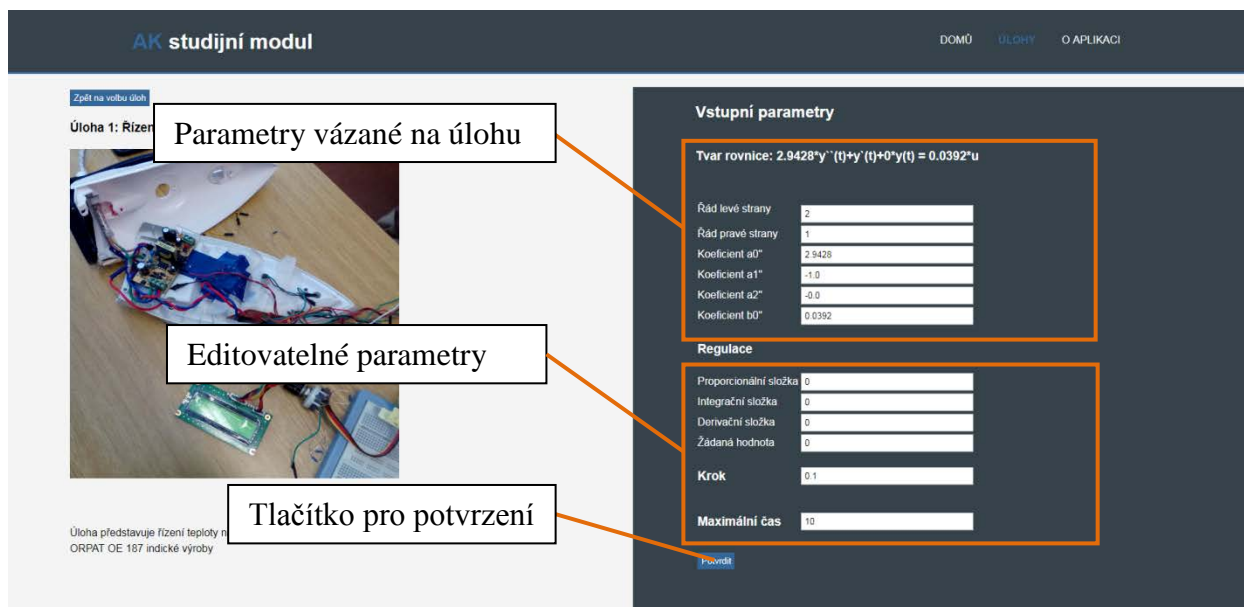 AK studijní modul
DOMŮ ÚLOHY O APLIKACI
Zpět na volbu úloh
Úloha 1:
Parametry vázané na úlohu
Editovatelné parametry
Tlačítko pro potvrzení
Úloha představuje řízení teploty
ORPAT OE 187 indické výroby
Vstupní parametry
Tvar rovnice: 2.9428*y``(t)+y`(t)+0*y(t) = 0.0392*u
Řád levé strany 2
Řád pravé strany 1
Koeficient a0" 2.9428
Koeficient a1" -1.0
Koeficient a2" -0.0
Koeficient b0" 0.0392
Regulace
Proporcionální složka 0
Integrační složka 0
Derivační složka 0
Žádaná hodnota 0
Krok 0.1
Maximální čas 10
Potvrdit